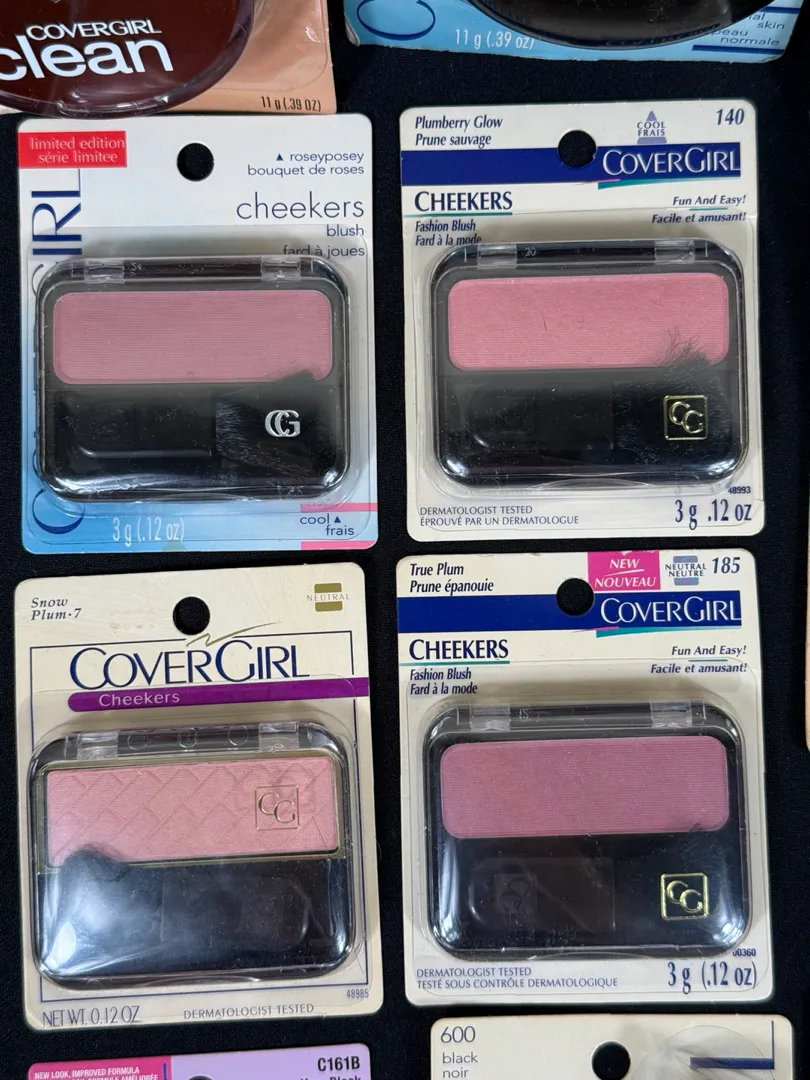 COVERGIRL
clean
11 g (.39 OZ)
11 g (.39 oz)
skin
peau
normale
limited edition
série limitee
▲ roseyposey
bouquet de roses
cheekers
blush
fard à joues
CG
3 g (.12 oz)
cool ▲
frais
Plumberry Glow
Prune sauvage
COOL
FRAIS
140
COVERGIRL
CHEEKERS
Fun And Easy!
Facile et amusant!
Fashion Blush
Fard à la mode
CG
48993
DERMATOLOGIST TESTED
ÉPROUVÉ PAR UN DERMATOLOGUE
3 g .12 oz
Snow
Plum·7
NEUTRAL
COVER GIRL
Cheekers
CG
48985
NET WT. 0.12 OZ.
DERMATOLOGIST TESTED
True Plum
Prune épanouie
NEW
NOUVEAU
NEUTRAL
NEUTRE
185
COVERGIRL
CHEEKERS
Fun And Easy!
Facile et amusant!
Fashion Blush
Fard à la mode
CG
DERMATOLOGIST TESTED
TESTÉ SOUS CONTRÔLE DERMATOLOGIQUE
3 g (.12 oz)
NEW LOOK, IMPROVED FORMULA
C161B
600
black
noir